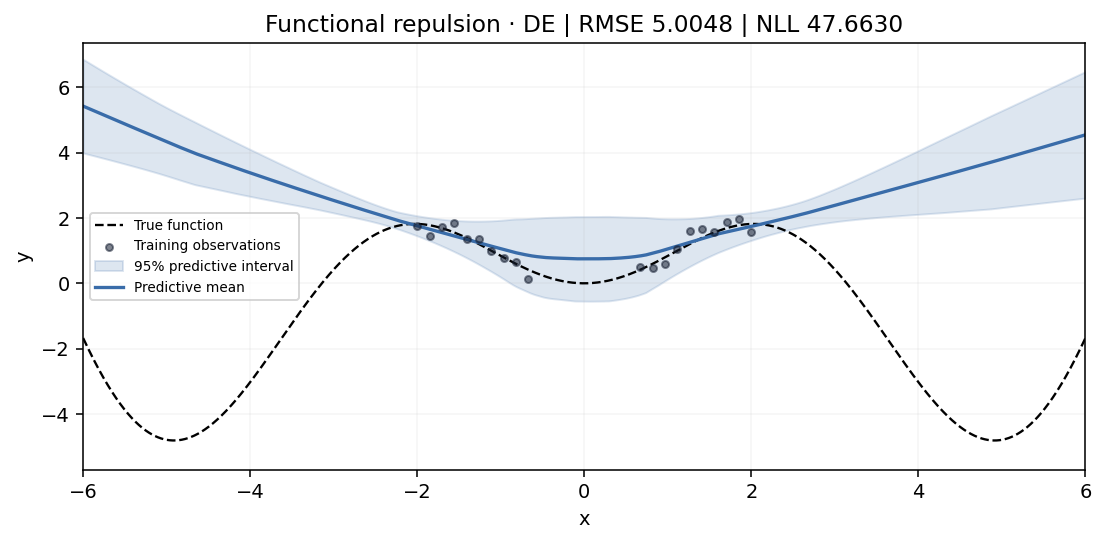 Functional repulsion · DE | RMSE 5.0048 | NLL 47.6630
y
6
4
2
0
−2
−4
True function
Training observations
95% predictive interval
Predictive mean
−6
−4
−2
0
2
4
6
x